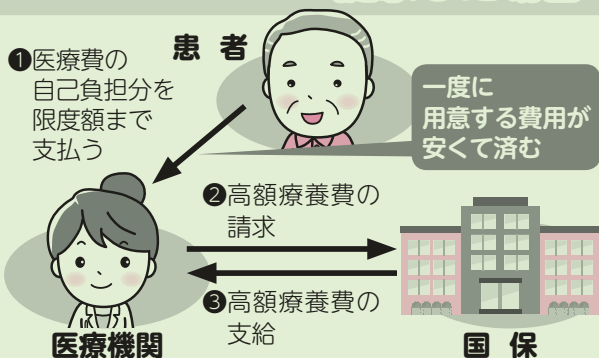 患者
❶医療費の
自己負担分を
限度額まで
支払う
一度に
用意する費用が
安くて済む
❷高額療養費の
請求
❸高額療養費の
支給
医療機関
国保